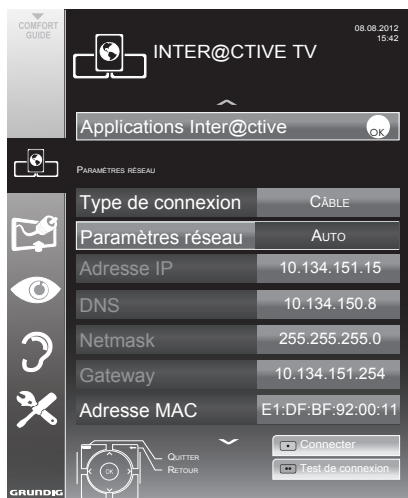 COMFORT
GUIDE
INTER@CTIVE TV
08.08.2012
15:42
Applications Inter@ctive
OK
PARAMÈTRES RÉSEAU
Type de connexion CÂBLE
Paramètres réseau AUTO
Adresse IP 10.134.151.15
DNS 10.134.150.8
Netmask 255.255.255.0
Gateway 10.134.151.254
Adresse MAC E1:DF:BF:92:00:11
OK
QUITTER
RETOUR
Connecter
Test de connexion
GRUNDIG